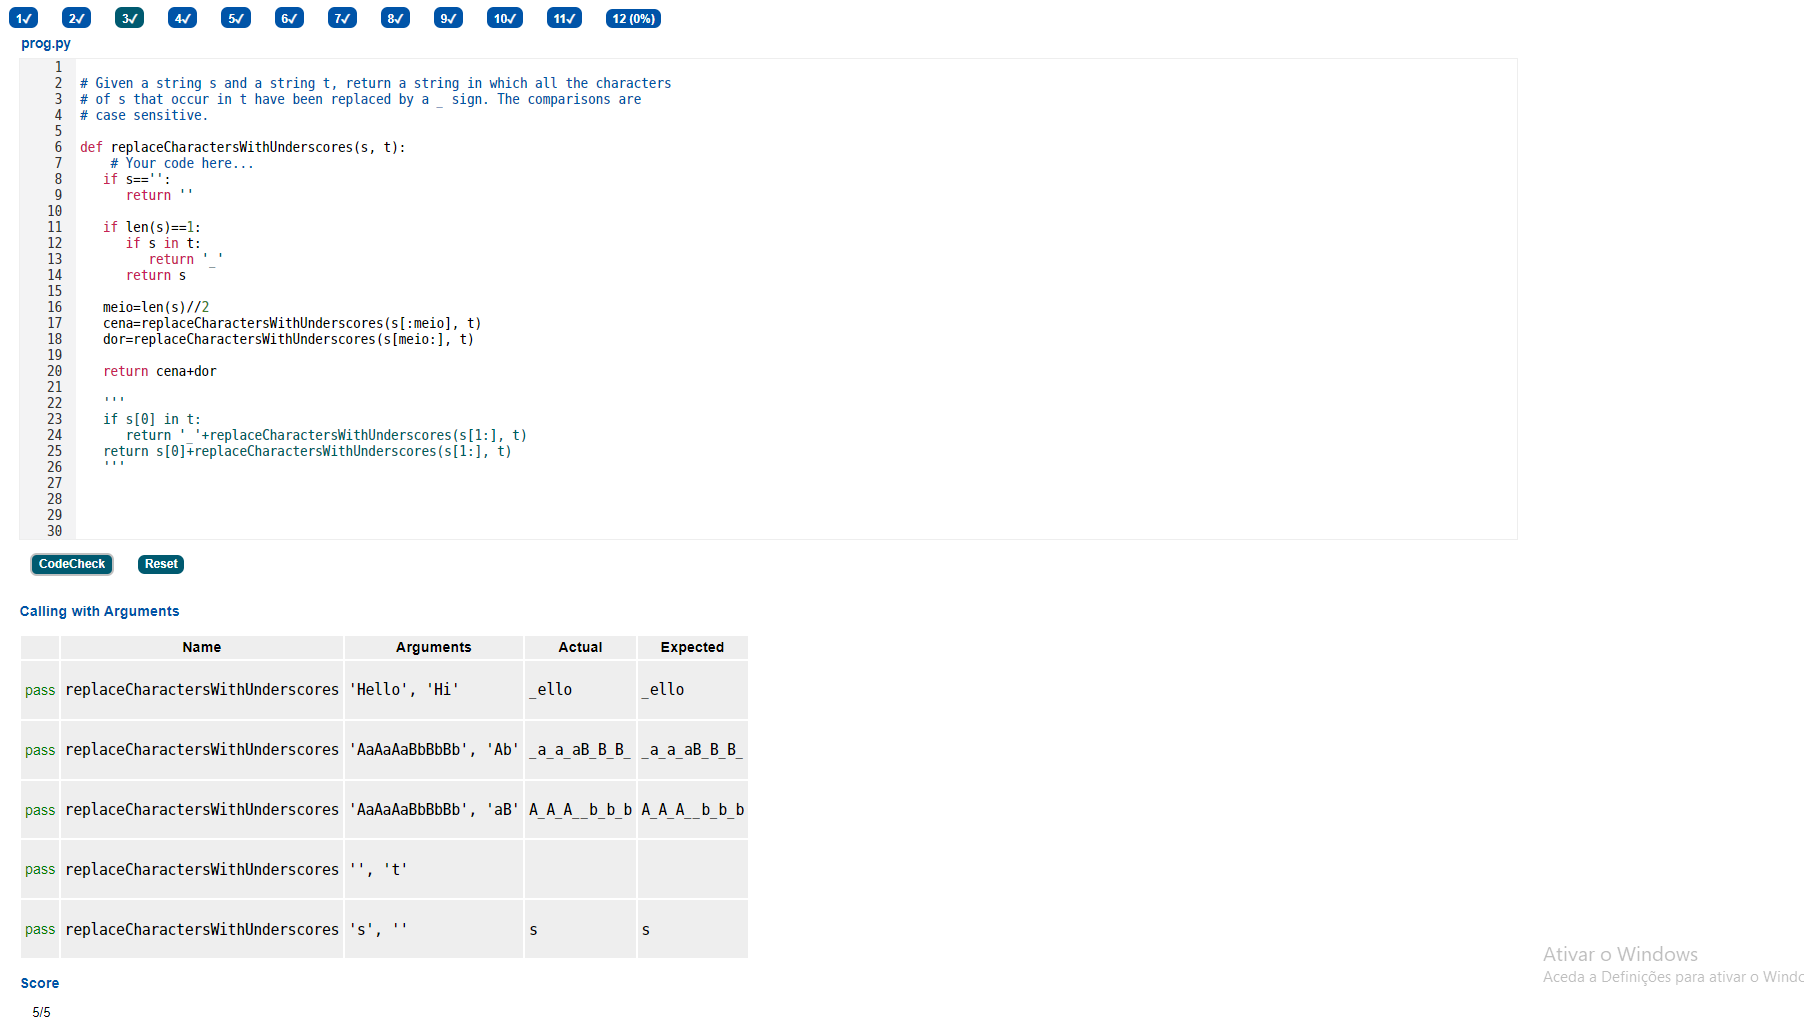 1✓ 2✓ 3✓ 4✓ 5✓ 6✓ 7✓ 8✓ 9✓ 10✓ 11✓ 12 (0%)
prog.py
1
2 # Given a string s and a string t, return a string in which all the characters
3 # of s that occur in t have been replaced by a _ sign. The comparisons are
4 # case sensitive.
5
6 def replaceCharactersWithUnderscores(s, t):
7     # Your code here...
8    if s=='':
9       return ''
10
11    if len(s)==1:
12       if s in t:
13          return '_'
14       return s
15
16    meio=len(s)//2
17    cena=replaceCharactersWithUnderscores(s[:meio], t)
18    dor=replaceCharactersWithUnderscores(s[meio:], t)
19
20    return cena+dor
21
22    '''
23    if s[0] in t:
24       return '_'+replaceCharactersWithUnderscores(s[1:], t)
25    return s[0]+replaceCharactersWithUnderscores(s[1:], t)
26    '''
27
28
29
30
CodeCheck Reset
Calling with Arguments
Name Arguments Actual Expected
pass replaceCharactersWithUnderscores 'Hello', 'Hi' _ello _ello
pass replaceCharactersWithUnderscores 'AaAaAaBbBbBb', 'Ab' _a_a_aB_B_B_ _a_a_aB_B_B_
pass replaceCharactersWithUnderscores 'AaAaAaBbBbBb', 'aB' A_A_A__b_b_b A_A_A__b_b_b
pass replaceCharactersWithUnderscores '', 't'
pass replaceCharactersWithUnderscores 's', '' s s
Score
5/5
Ativar o Windows
Aceda a Definições para ativar o Windc